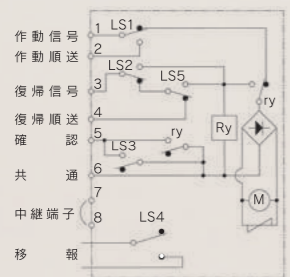 作動信号 1 LS1
作動順送 2
LS2
復帰信号 3 LS5
ry
復帰順送 4 Ry
確認 5 ry
LS3
共通 6
7 M
中継端子
8 LS4
移報